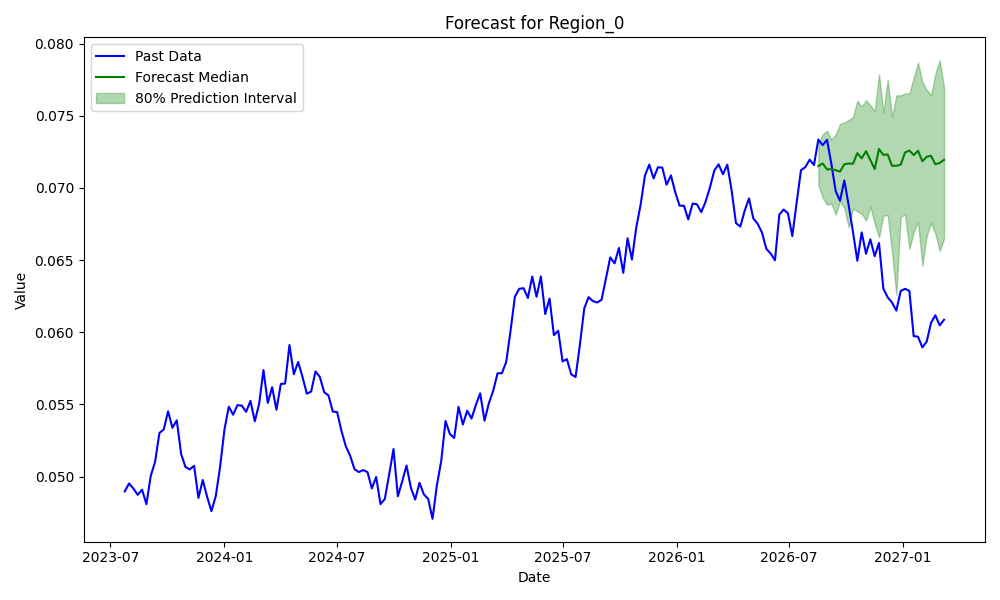 Forecast for Region_0
Past Data
Forecast Median
80% Prediction Interval
0.080
0.075
0.070
0.065
0.060
0.055
0.050
Value
2023-07 2024-01 2024-07 2025-01 2025-07 2026-01 2026-07 2027-01
Date